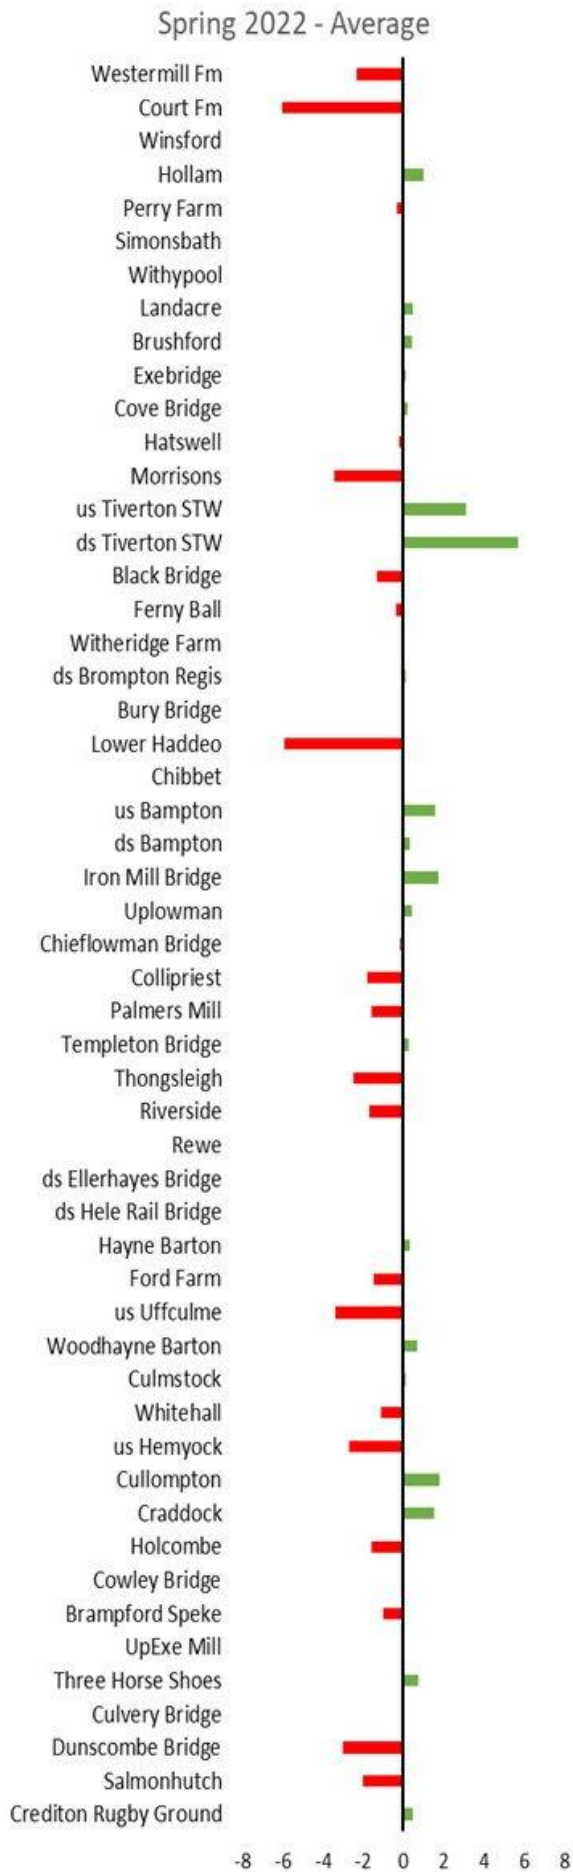 Spring 2022 - Average
Westermill Fm
Court Fm
Winsford
Hollam
Perry Farm
Simonsbath
Withypool
Landacre
Brushford
Exebridge
Cove Bridge
Hatswell
Morrisons
us Tiverton STW
ds Tiverton STW
Black Bridge
Ferny Ball
Witheridge Farm
ds Brompton Regis
Bury Bridge
Lower Haddeo
Chibbet
us Bampton
ds Bampton
Iron Mill Bridge
Uplowman
Chieflowman Bridge
Collipriest
Palmers Mill
Templeton Bridge
Thongsleigh
Riverside
Rewe
ds Ellerhayes Bridge
ds Hele Rail Bridge
Hayne Barton
Ford Farm
us Uffculme
Woodhayne Barton
Culmstock
Whitehall
us Hemyock
Cullompton
Craddock
Holcombe
Cowley Bridge
Brampford Speke
UpExe Mill
Three Horse Shoes
Culvery Bridge
Dunscombe Bridge
Salmonhutch
Crediton Rugby Ground
-8 -6 -4 -2 0 2 4 6 8